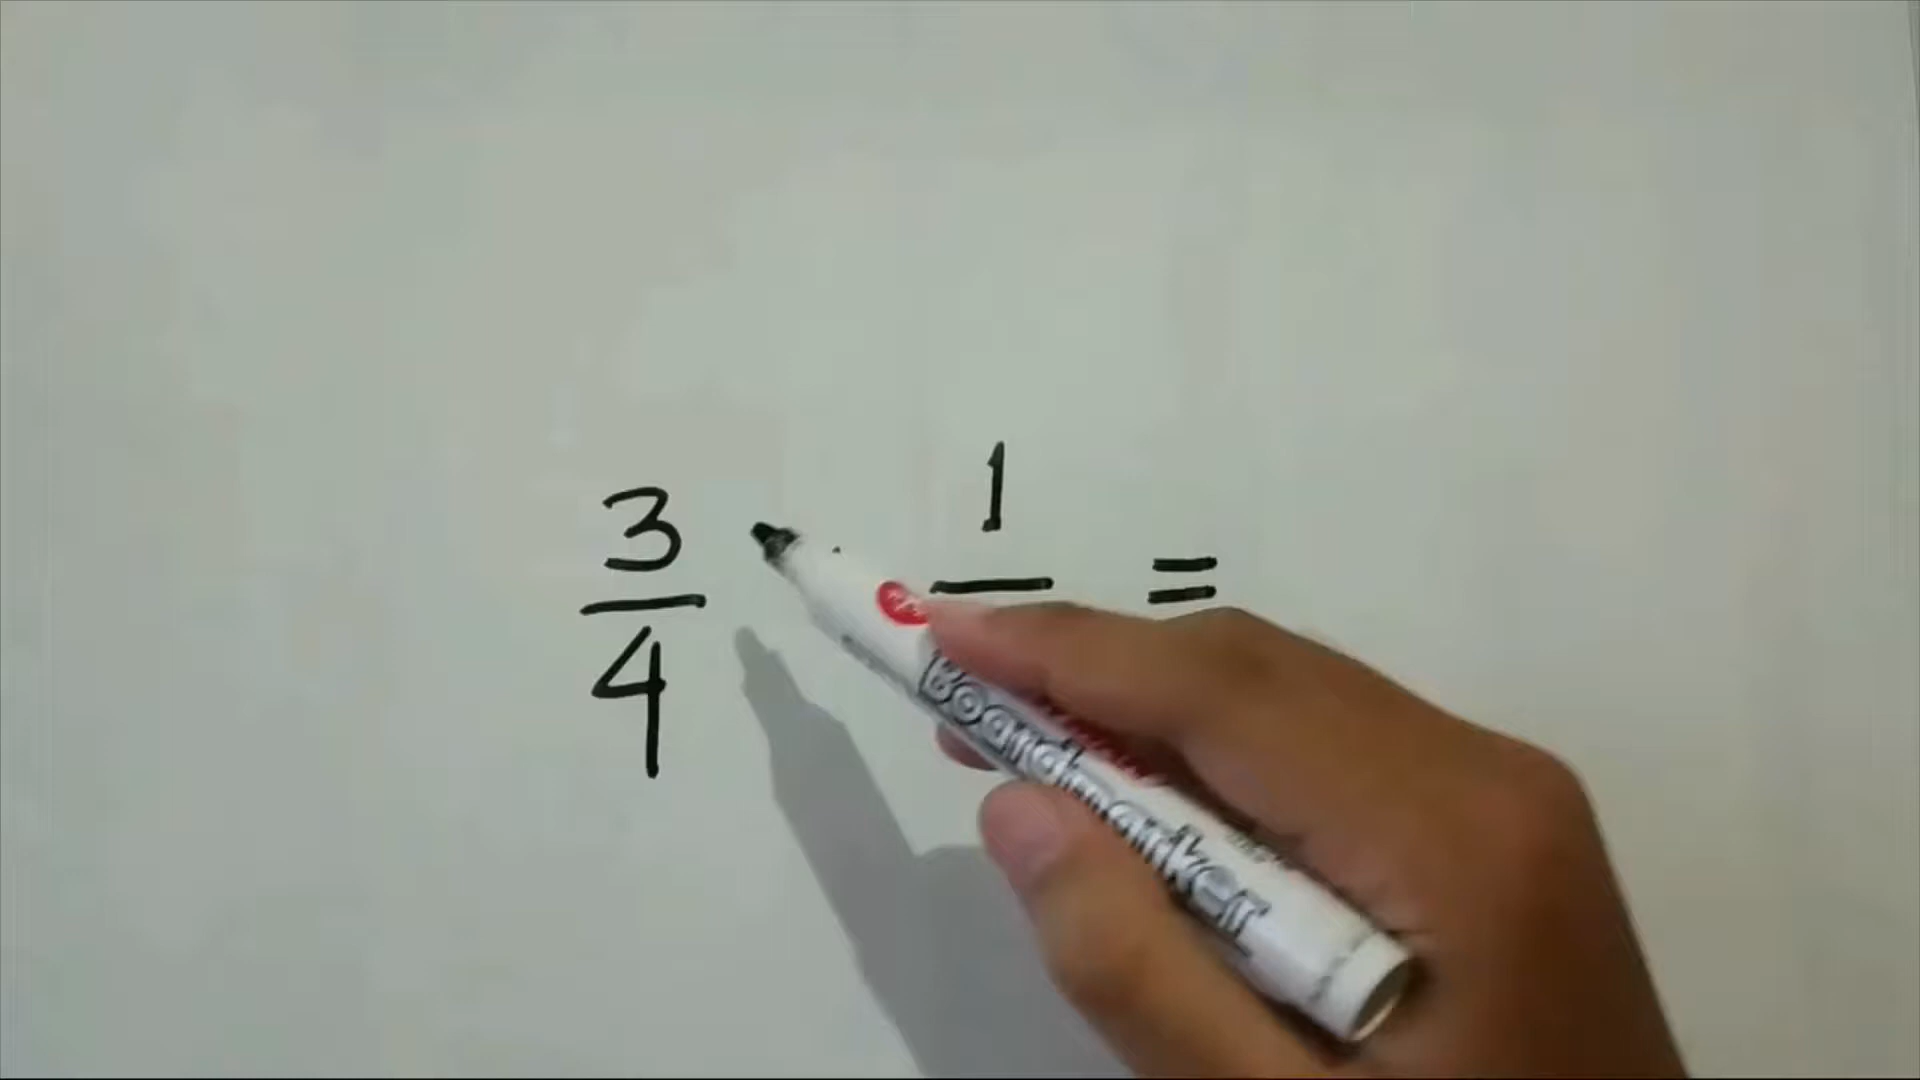 3 1
— — =
4
Boardmarker